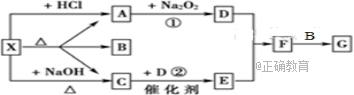 + HCl A + Na₂O₂ D
①
X △ B F B G
+ NaOH C + D ② E
△ 催化剂
@正确教育